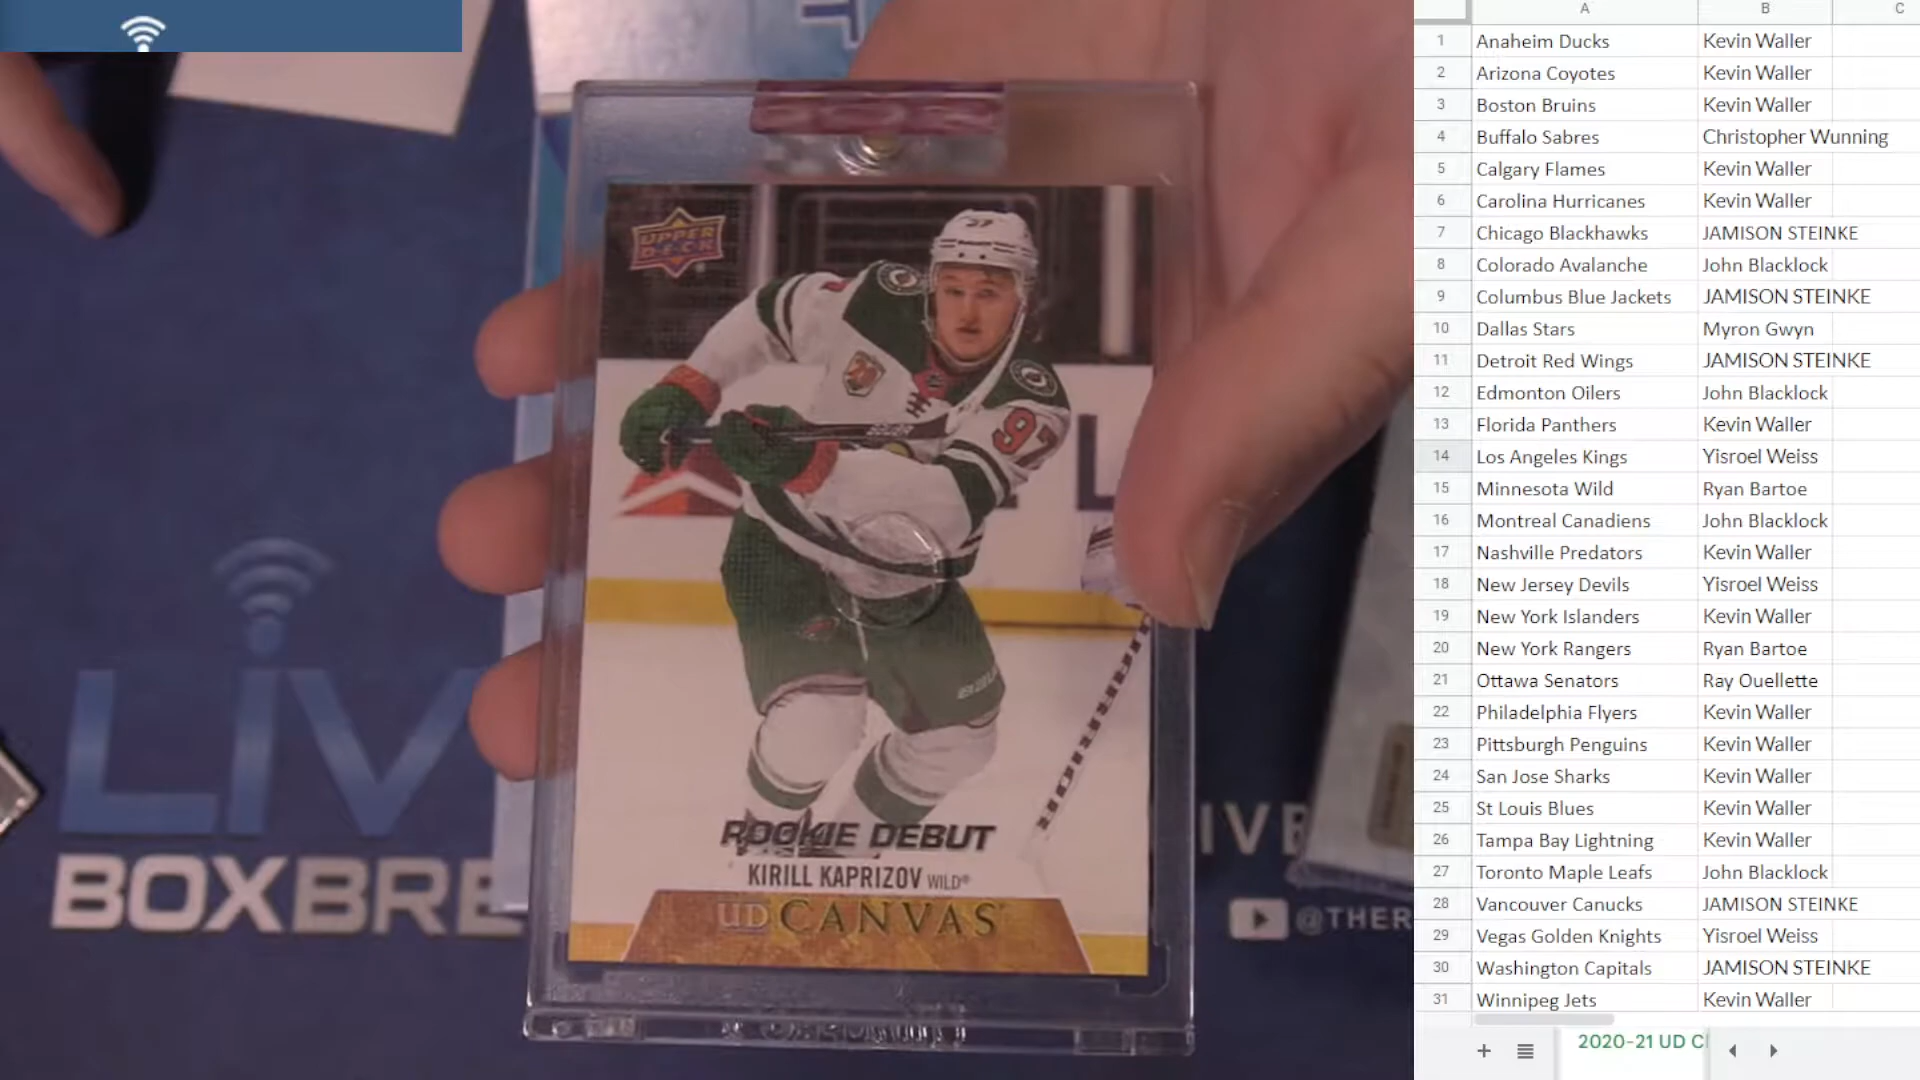 UPPER
DECK
27
97
L
ROOKIE DEBUT
KIRILL KAPRIZOV WILD®
UD CANVAS
LIV
BOXBRE
IVE
@THER
A B C
1 Anaheim Ducks Kevin Waller
2 Arizona Coyotes Kevin Waller
3 Boston Bruins Kevin Waller
4 Buffalo Sabres Christopher Wunning
5 Calgary Flames Kevin Waller
6 Carolina Hurricanes Kevin Waller
7 Chicago Blackhawks JAMISON STEINKE
8 Colorado Avalanche John Blacklock
9 Columbus Blue Jackets JAMISON STEINKE
10 Dallas Stars Myron Gwyn
11 Detroit Red Wings JAMISON STEINKE
12 Edmonton Oilers John Blacklock
13 Florida Panthers Kevin Waller
14 Los Angeles Kings Yisroel Weiss
15 Minnesota Wild Ryan Bartoe
16 Montreal Canadiens John Blacklock
17 Nashville Predators Kevin Waller
18 New Jersey Devils Yisroel Weiss
19 New York Islanders Kevin Waller
20 New York Rangers Ryan Bartoe
21 Ottawa Senators Ray Ouellette
22 Philadelphia Flyers Kevin Waller
23 Pittsburgh Penguins Kevin Waller
24 San Jose Sharks Kevin Waller
25 St Louis Blues Kevin Waller
26 Tampa Bay Lightning Kevin Waller
27 Toronto Maple Leafs John Blacklock
28 Vancouver Canucks JAMISON STEINKE
29 Vegas Golden Knights Yisroel Weiss
30 Washington Capitals JAMISON STEINKE
31 Winnipeg Jets Kevin Waller
2020-21 UD C